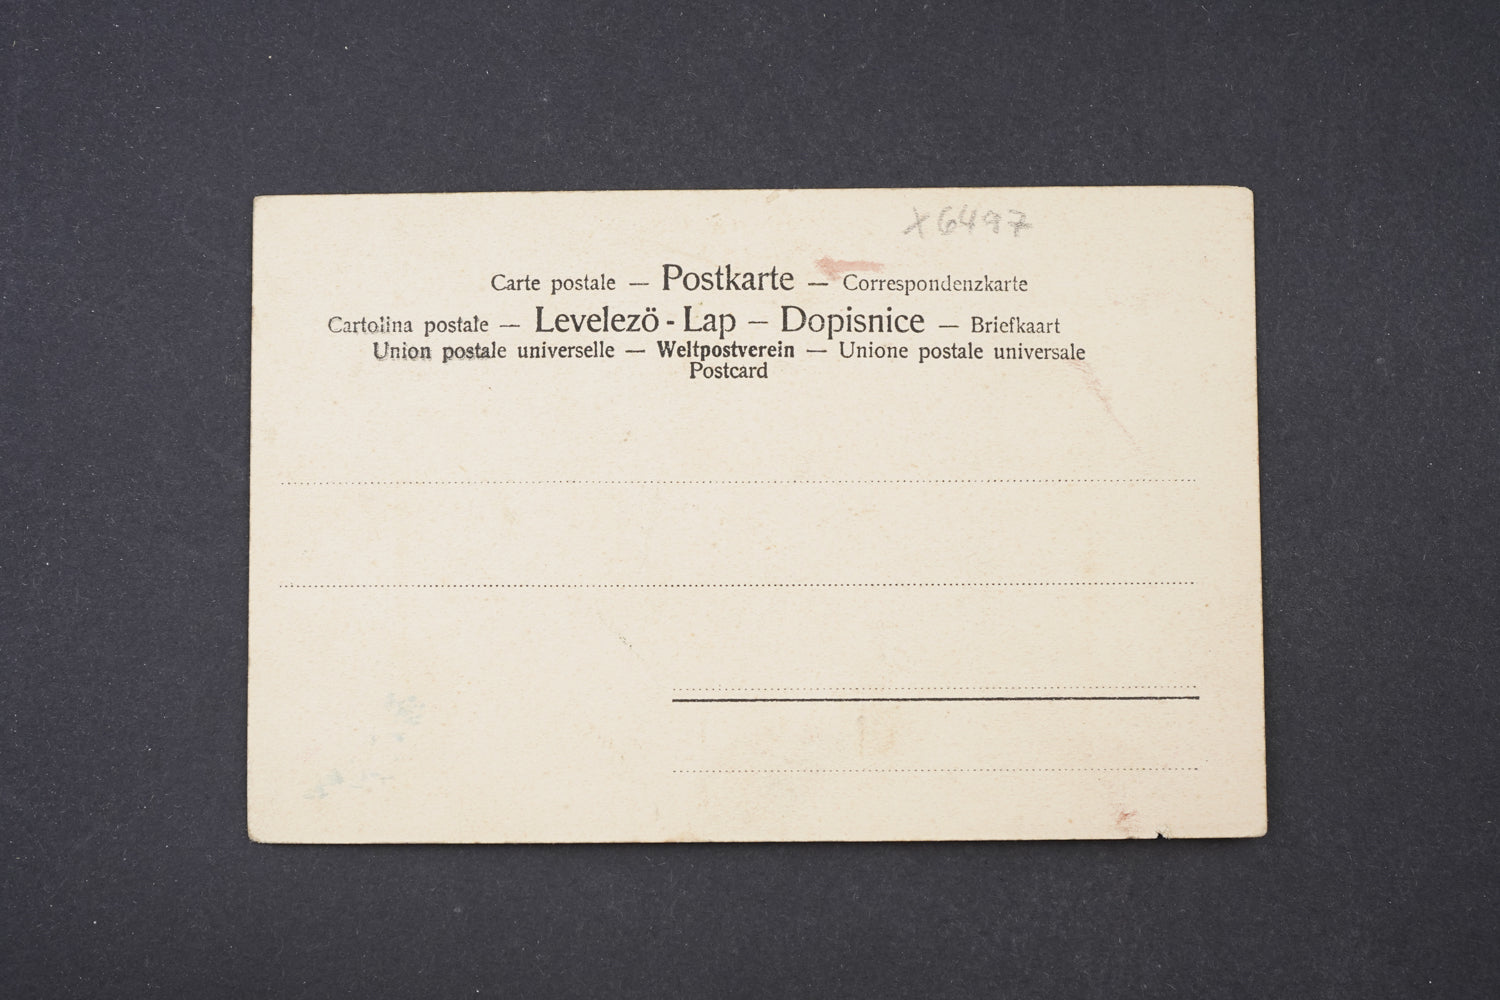 X6497
Carte postale — Postkarte — Correspondenzkarte
Cartolina postale — Levelezö - Lap — Dopisnice — Briefkaart
Union postale universelle — Weltpostverein — Unione postale universale
Postcard